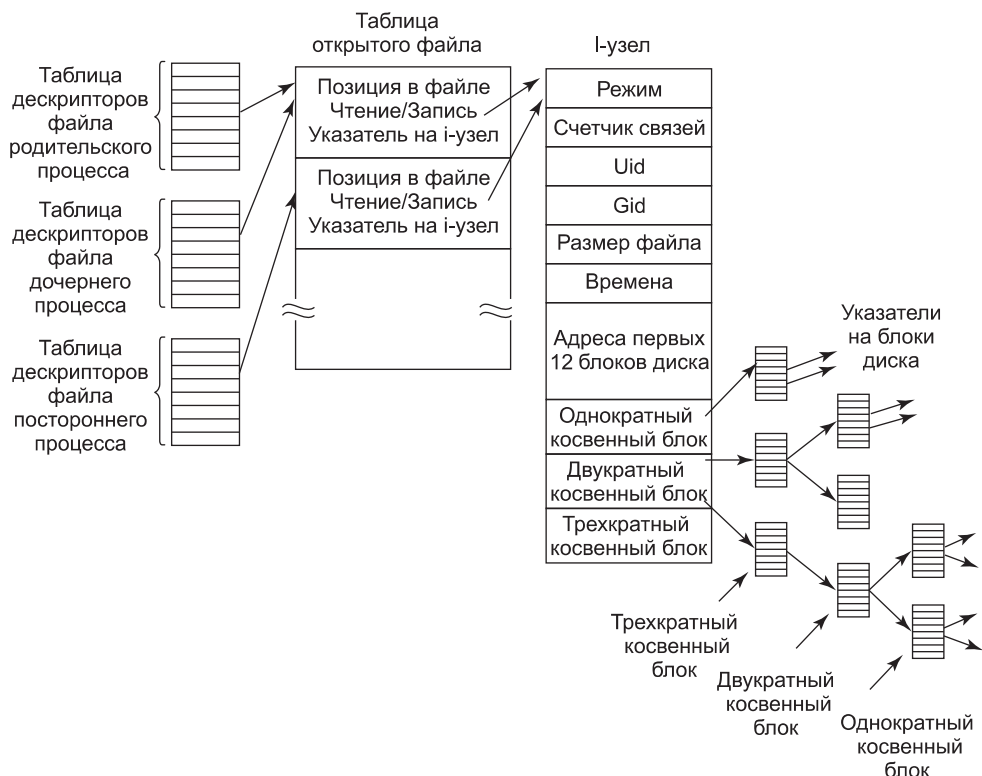 Таблица
открытого файла
I-узел
Таблица
дескрипторов
файла
родительского
процесса
Таблица
дескрипторов
файла
дочернего
процесса
Таблица
дескрипторов
файла
постороннего
процесса
Позиция в файле
Чтение/Запись
Указатель на i-узел
Позиция в файле
Чтение/Запись
Указатель на i-узел
Режим
Счетчик связей
Uid
Gid
Размер файла
Времена
Адреса первых
12 блоков диска
Однократный
косвенный блок
Двукратный
косвенный блок
Трехкратный
косвенный блок
Указатели
на блоки
диска
Трехкратный
косвенный
блок
Двукратный
косвенный
блок
Однократный
косвенный
блок